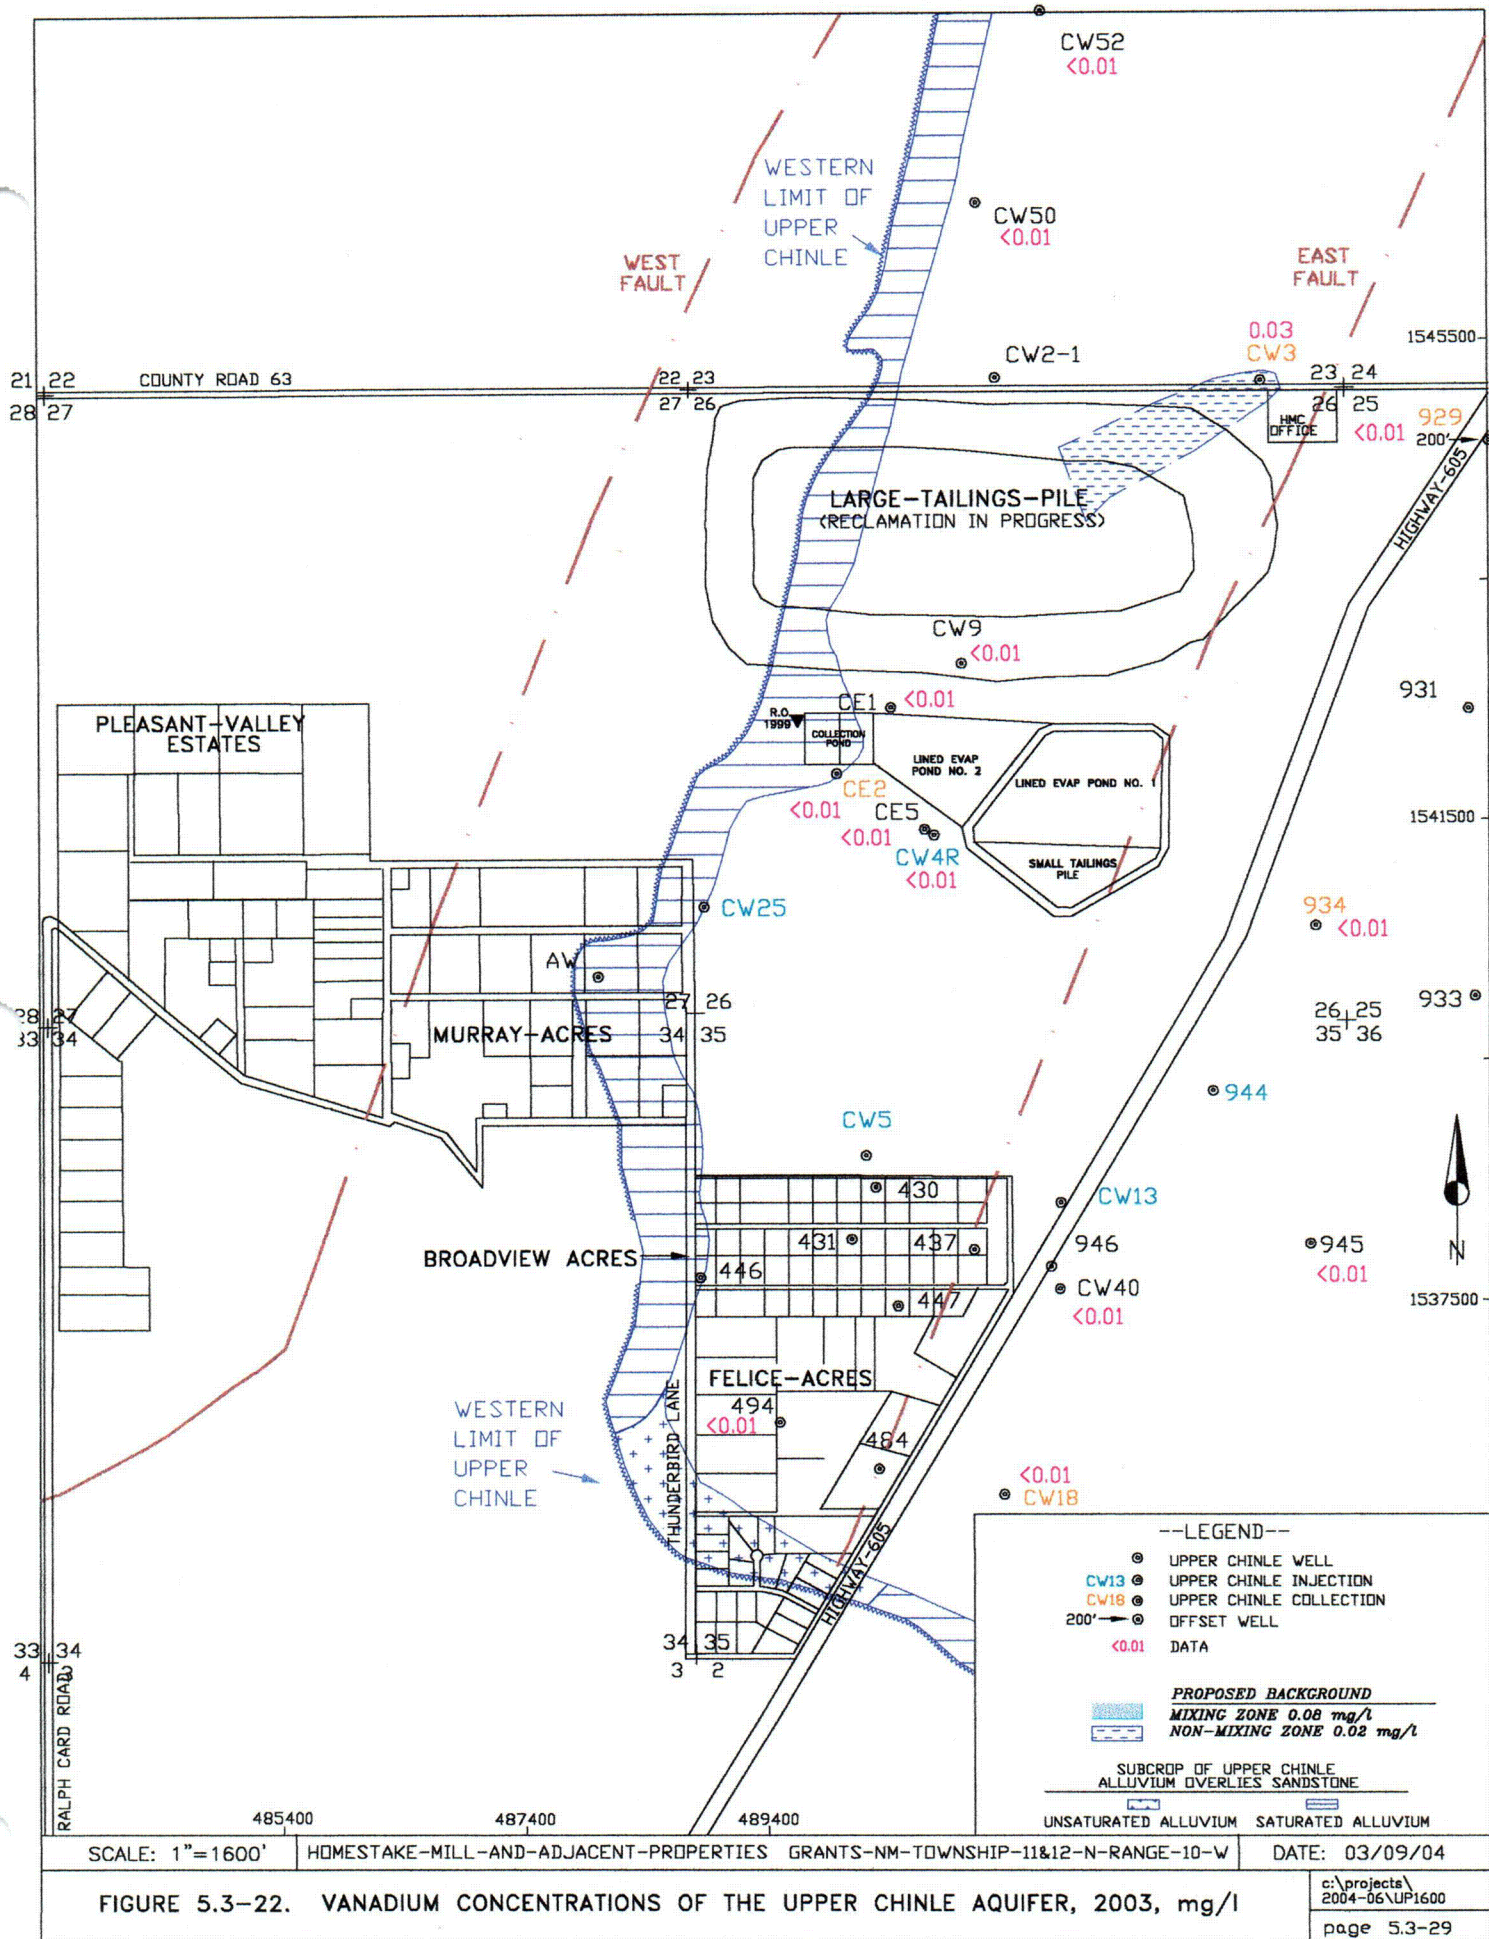 CW52
<0.01
WESTERN
LIMIT OF
UPPER
CHINLE
CW50
<0.01
WEST
FAULT
EAST
FAULT
0.03
CW3
1545500
CW2-1
21 22
COUNTY ROAD 63
22 23
23 24
28 27
27 26
26 25
HMC
OFFICE
<0.01
929
200'
HIGHWAY-605
LARGE-TAILINGS-PILE
(RECLAMATION IN PROGRESS)
CW9
<0.01
CE1
<0.01
931
R.O.
1999
COLLECTION
POND
PLEASANT-VALLEY
ESTATES
LINED EVAP
POND NO. 2
LINED EVAP POND NO. 1
CE2
<0.01
CE5
<0.01
1541500
CW4R
<0.01
SMALL TAILINGS
PILE
CW25
934
<0.01
AW
933
27 26
34 35
28 27
33 34
26 25
35 36
MURRAY-ACRES
944
CW5
430
CW13
431
437
946
945
<0.01
BROADVIEW ACRES
446
CW40
<0.01
447
1537500
N
FELICE-ACRES
494
<0.01
THUNDERBIRD LANE
484
WESTERN
LIMIT OF
UPPER
CHINLE
<0.01
CW18
HIGHWAY-605
33 34
4 3
34 35
3 2
RALPH CARD ROAD
485400
487400
489400
--LEGEND--
UPPER CHINLE WELL
CW13 UPPER CHINLE INJECTION
CW18 UPPER CHINLE COLLECTION
200' OFFSET WELL
<0.01 DATA
PROPOSED BACKGROUND
MIXING ZONE 0.08 mg/l
NON-MIXING ZONE 0.02 mg/l
SUBCROP OF UPPER CHINLE
ALLUVIUM OVERLIES SANDSTONE
UNSATURATED ALLUVIUM SATURATED ALLUVIUM
SCALE: 1"=1600'
HOMESTAKE-MILL-AND-ADJACENT-PROPERTIES GRANTS-NM-TOWNSHIP-11&12-N-RANGE-10-W
DATE: 03/09/04
FIGURE 5.3-22. VANADIUM CONCENTRATIONS OF THE UPPER CHINLE AQUIFER, 2003, mg/l
c:\projects\
2004-06\UP1600
page 5.3-29